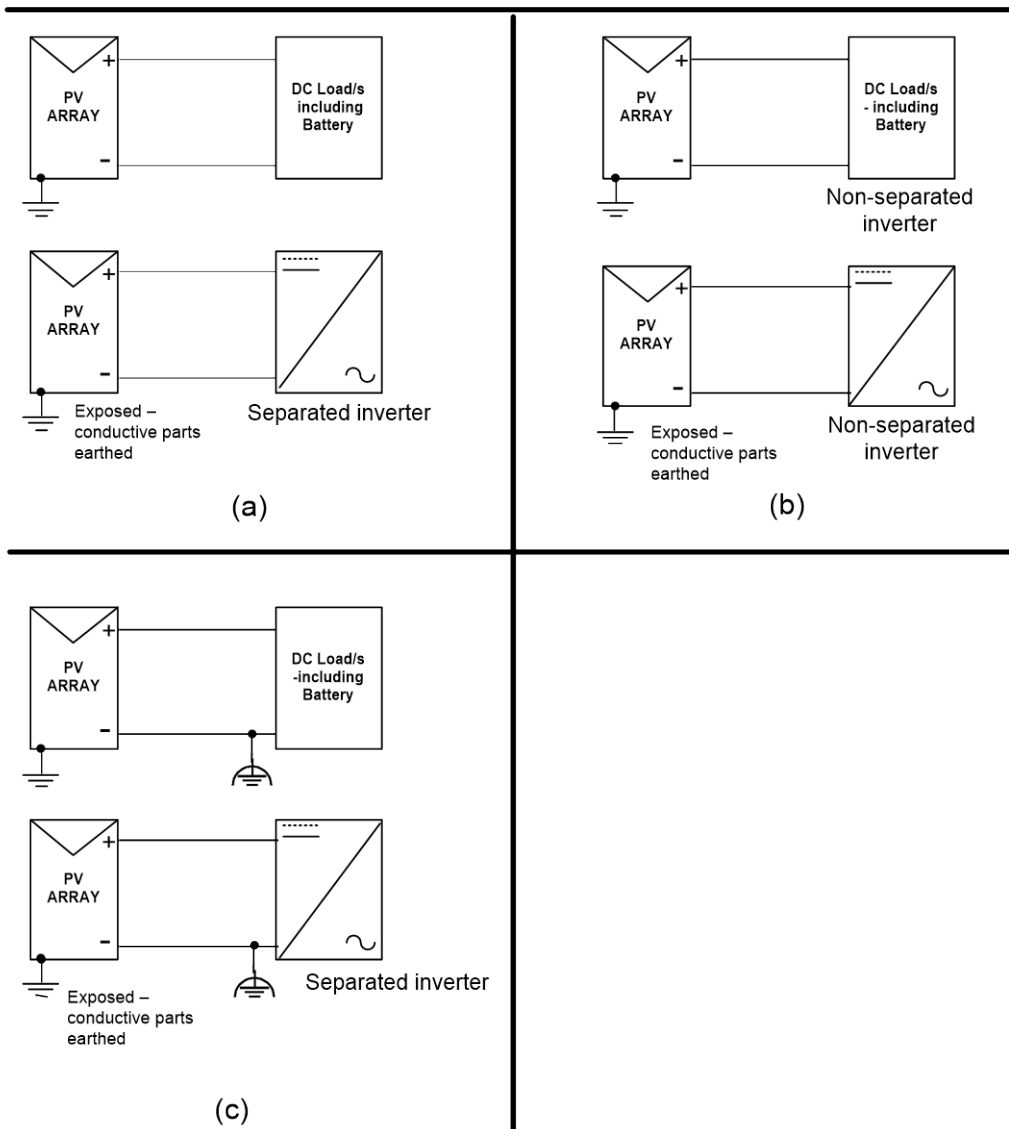 +
PV
ARRAY
-
DC Load/s
including
Battery
+
PV
ARRAY
-
Exposed –
conductive parts
earthed
Separated inverter
(a)
+
PV
ARRAY
-
DC Load/s
- including
Battery
Non-separated
inverter
+
PV
ARRAY
-
Exposed –
conductive parts
earthed
Non-separated
inverter
(b)
+
PV
ARRAY
-
DC Load/s
-including
Battery
+
PV
ARRAY
-
Exposed –
conductive parts
earthed
Separated inverter
(c)